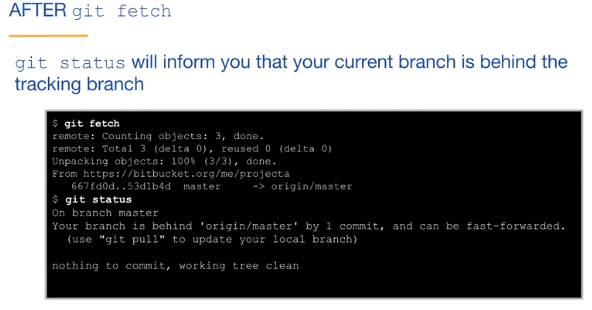 AFTER git fetch
git status will inform you that your current branch is behind the
tracking branch
$ git fetch
remote: Counting objects: 3, done.
remote: Total 3 (delta 0), reused 0 (delta 0)
Unpacking objects: 100% (3/3), done.
From https://bitbucket.org/me/projecta
667fd0d..53d1b4d master -> origin/master
$ git status
On branch master
Your branch is behind 'origin/master' by 1 commit, and can be fast-forwarded.
(use "git pull" to update your local branch)
nothing to commit, working tree clean